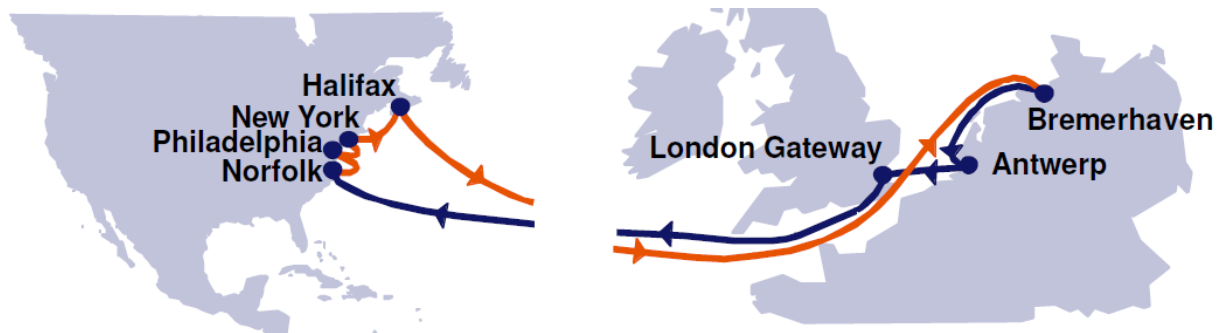 Halifax
New York
Philadelphia
Norfolk
Bremerhaven
London Gateway
Antwerp